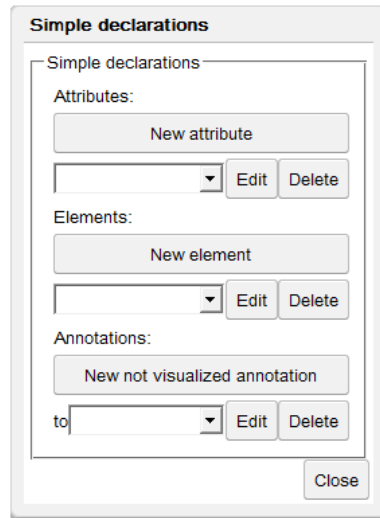 Simple declarations
Simple declarations
Attributes:
New attribute
Edit Delete
Elements:
New element
Edit Delete
Annotations:
New not visualized annotation
to Edit Delete
Close